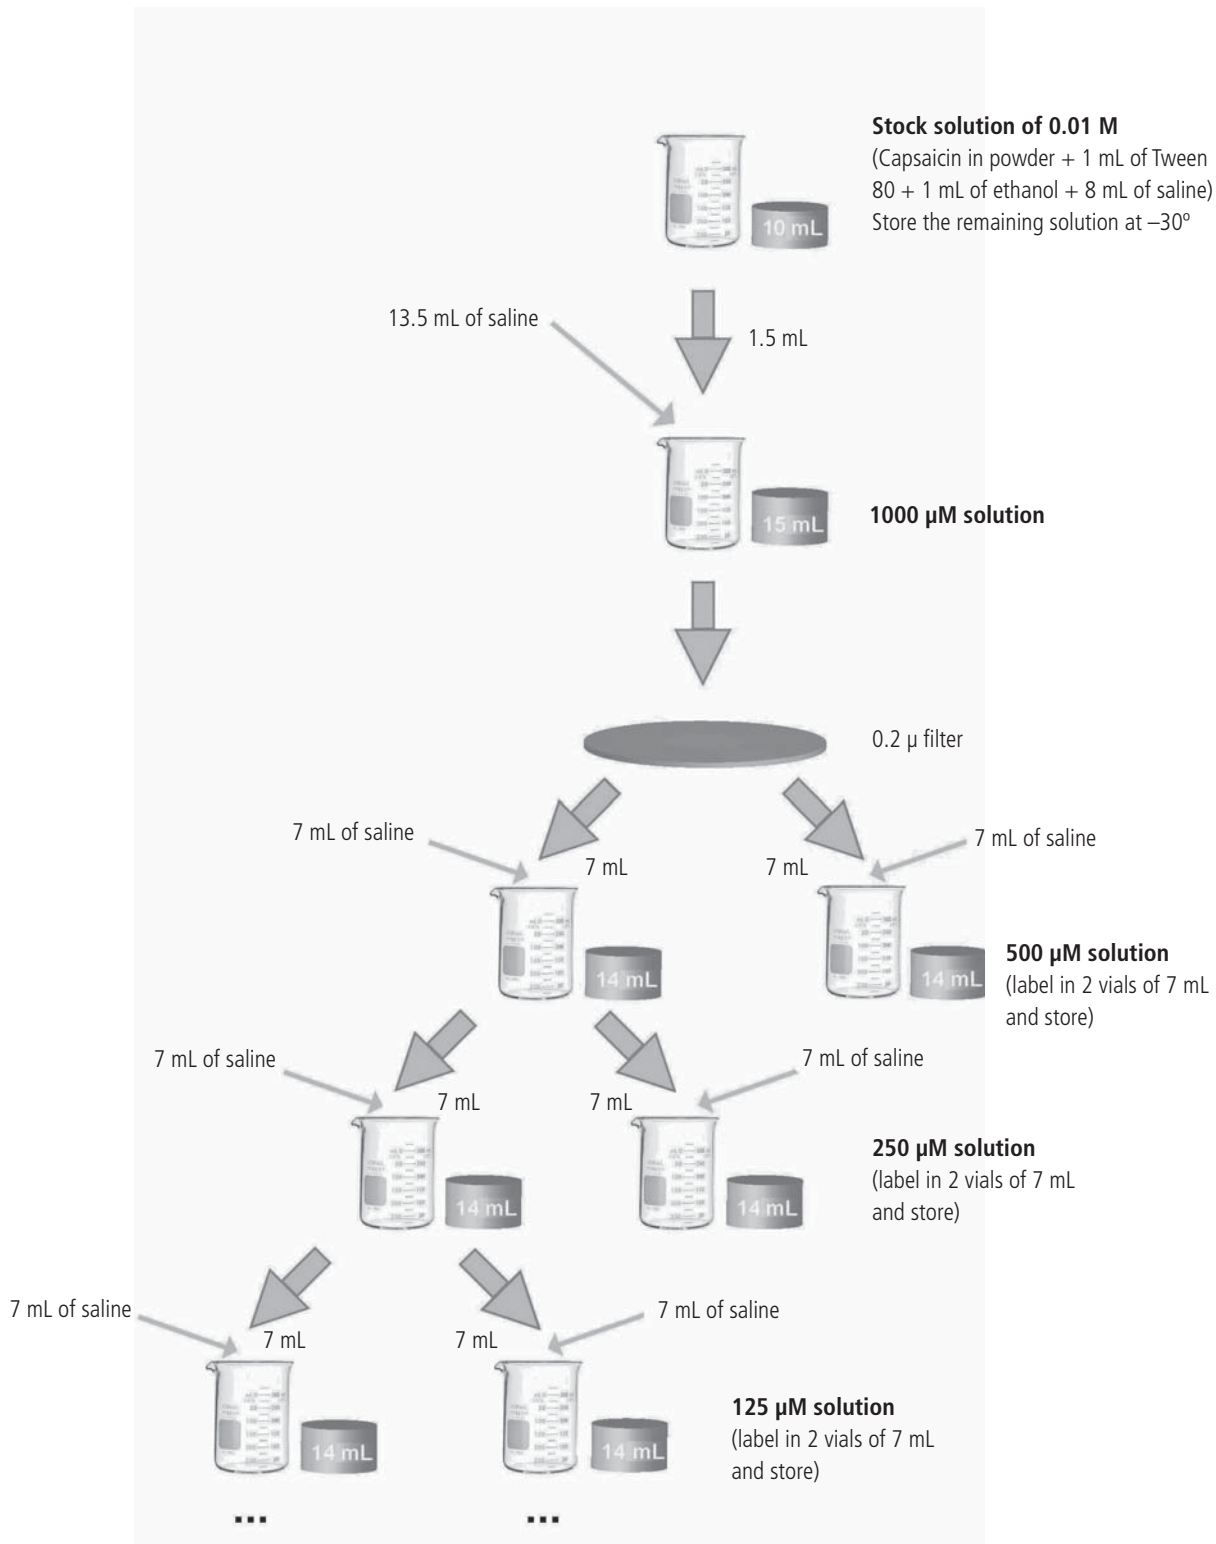 Stock solution of 0.01 M
(Capsaicin in powder + 1 mL of Tween
80 + 1 mL of ethanol + 8 mL of saline)
Store the remaining solution at –30º
10 mL
13.5 mL of saline
1.5 mL
15 mL
1000 µM solution
0.2 µ filter
7 mL of saline
7 mL
7 mL
7 mL of saline
14 mL
14 mL
500 µM solution
(label in 2 vials of 7 mL
and store)
7 mL of saline
7 mL
7 mL
7 mL of saline
14 mL
14 mL
250 µM solution
(label in 2 vials of 7 mL
and store)
7 mL of saline
7 mL
7 mL
7 mL of saline
14 mL
14 mL
125 µM solution
(label in 2 vials of 7 mL
and store)
...
...